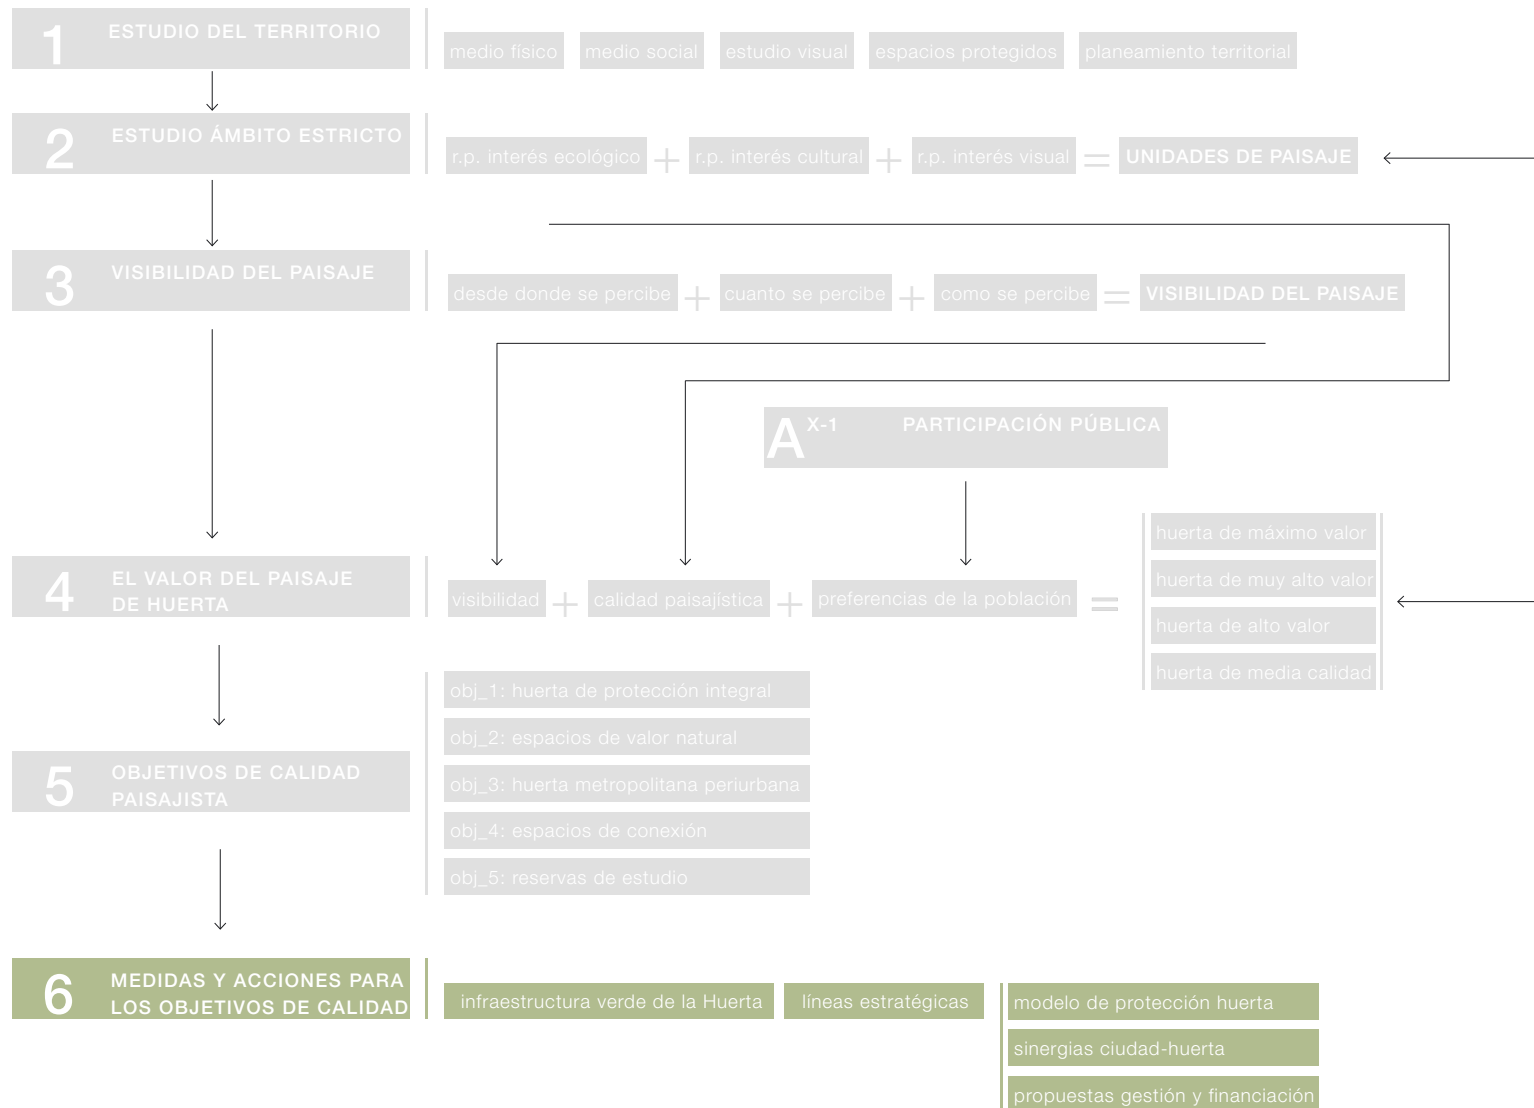 1 ESTUDIO DEL TERRITORIO
medio físico medio social estudio visual espacios protegidos planeamiento territorial
2 ESTUDIO ÁMBITO ESTRICTO
r.p. interés ecológico + r.p. interés cultural + r.p. interés visual = UNIDADES DE PAISAJE
3 VISIBILIDAD DEL PAISAJE
desde donde se percibe + cuanto se percibe + como se percibe = VISIBILIDAD DEL PAISAJE
A X-1 PARTICIPACIÓN PÚBLICA
4 EL VALOR DEL PAISAJE
DE HUERTA
visibilidad + calidad paisajística + preferencias de la población =
huerta de máximo valor
huerta de muy alto valor
huerta de alto valor
huerta de media calidad
5 OBJETIVOS DE CALIDAD
PAISAJISTA
obj_1: huerta de protección integral
obj_2: espacios de valor natural
obj_3: huerta metropolitana periurbana
obj_4: espacios de conexión
obj_5: reservas de estudio
6 MEDIDAS Y ACCIONES PARA
LOS OBJETIVOS DE CALIDAD
infraestructura verde de la Huerta líneas estratégicas
modelo de protección huerta
sinergias ciudad-huerta
propuestas gestión y financiación